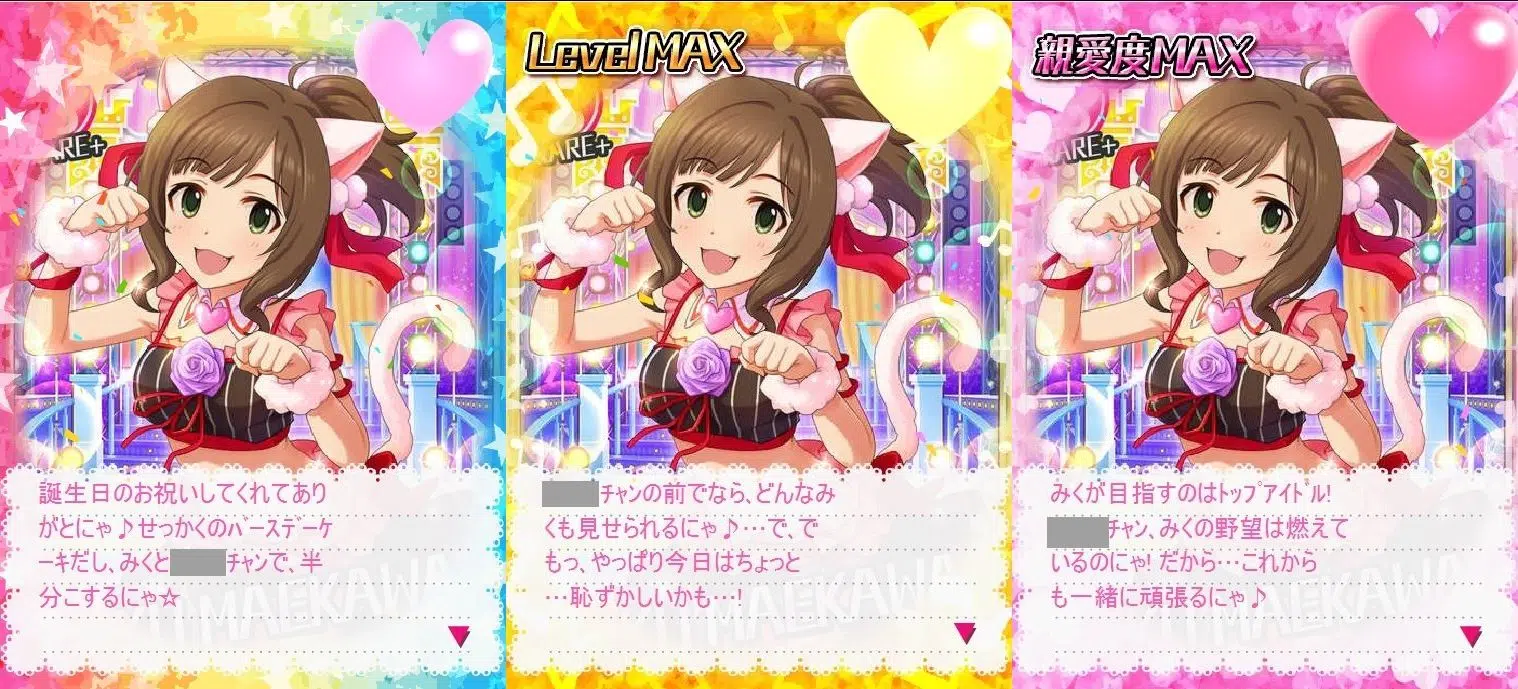 RE+
誕生日のお祝いしてくれてあり
がとにゃ♪せっかくのﾊﾞｰｽﾃﾞｰｹ
ｰｷだし､みくと
ﾁｬﾝで､半
分こするにゃ☆
MAEKAWA
Level MAX
ARE+
ﾁｬﾝの前でなら､どんなみ
くも見せられるにゃ♪…で､で
もっ､やっぱり今日はちょっと
…恥ずかしいかも…!
MAEKAWA
親愛度MAX
ARE+
みくが目指すのはﾄｯﾌﾟｱｲﾄﾞﾙ!
ﾁｬﾝ､みくの野望は燃えて
いるのにゃ! だから…これから
も一緒に頑張るにゃ♪
MAEKAWA